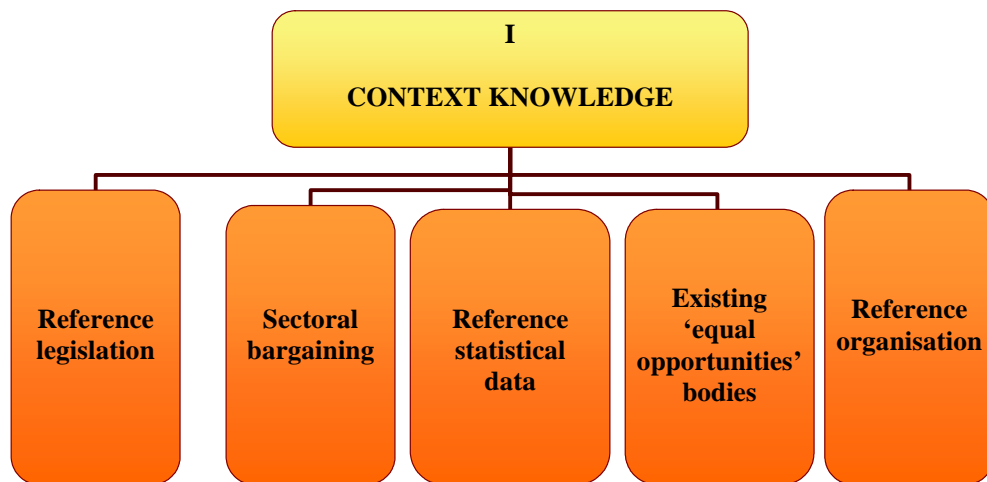 I
CONTEXT KNOWLEDGE
Reference
legislation
Sectoral
bargaining
Reference
statistical
data
Existing
‘equal
opportunities’
bodies
Reference
organisation